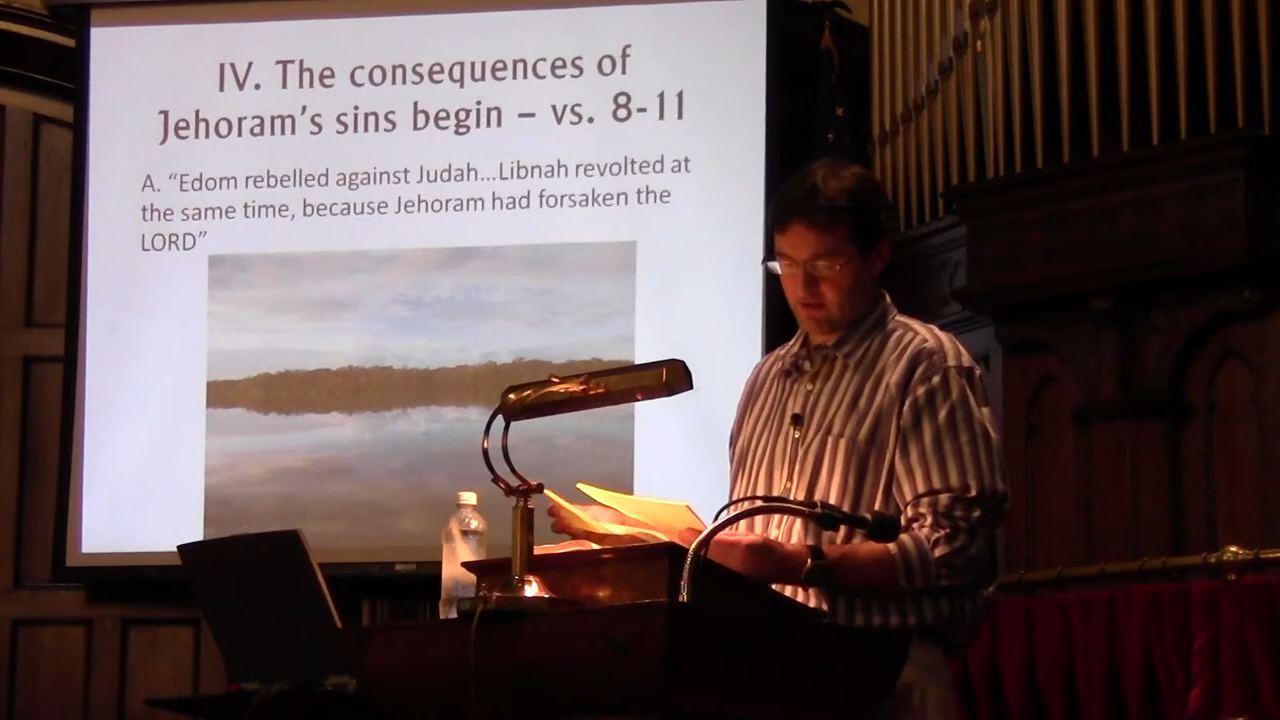 IV. The consequences of
Jehoram's sins begin – vs. 8-11
A. “Edom rebelled against Judah...Libnah revolted at
the same time, because Jehoram had forsaken the
LORD”